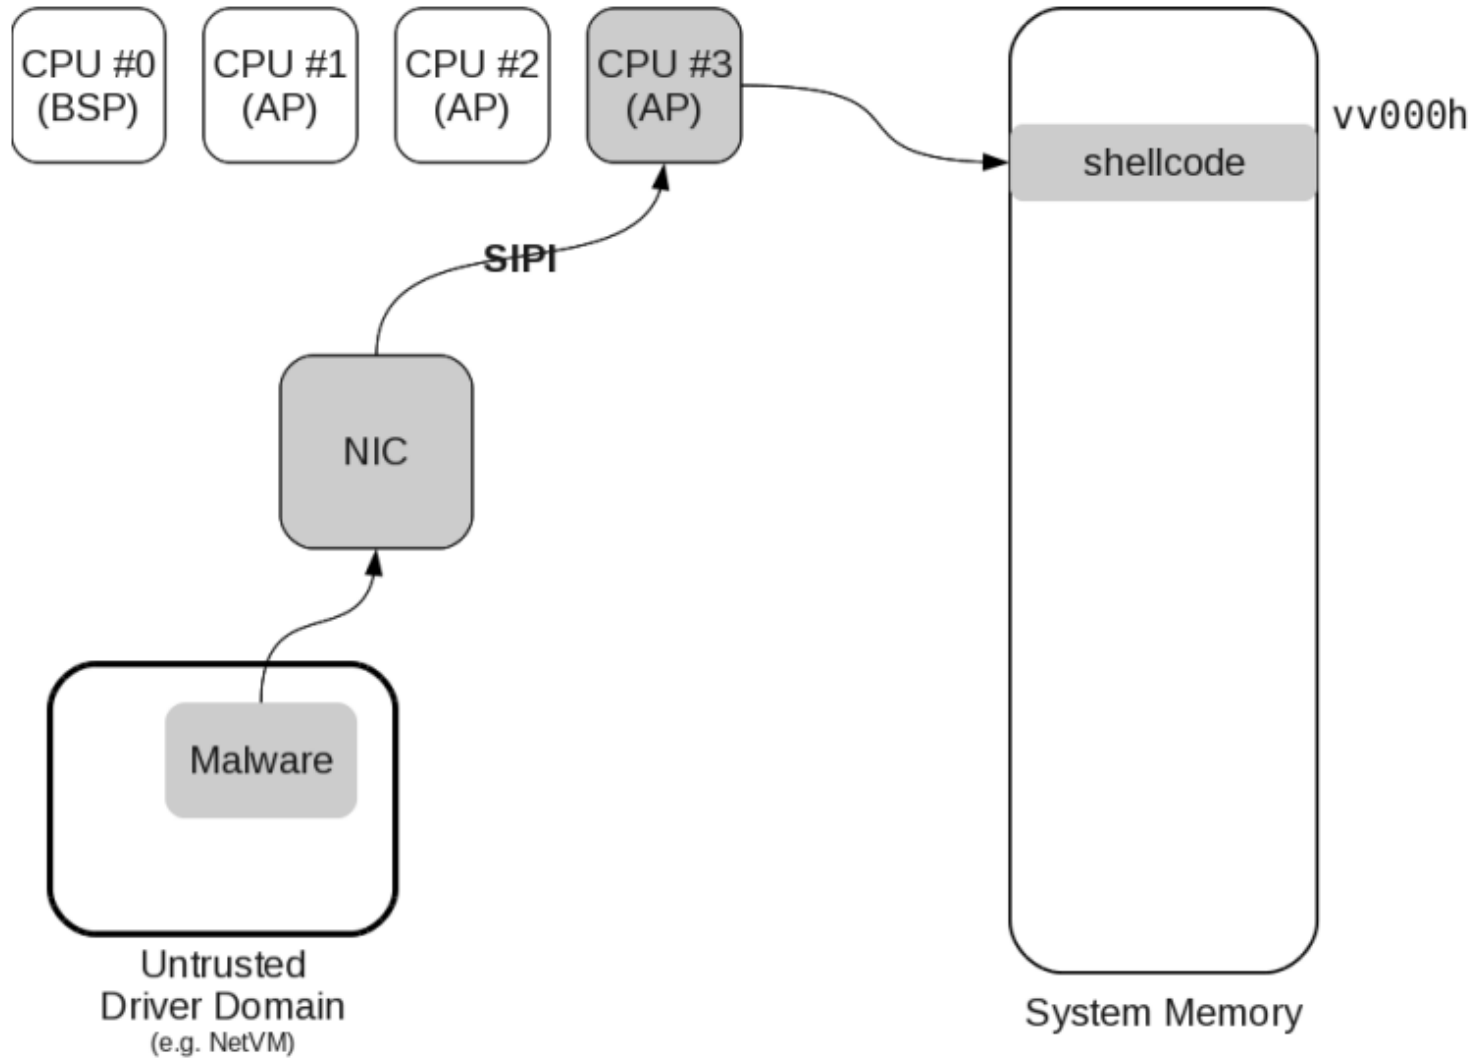 CPU #0
(BSP)
CPU #1
(AP)
CPU #2
(AP)
CPU #3
(AP)
vv000h
shellcode
SIPI
NIC
Malware
Untrusted
Driver Domain
(e.g. NetVM)
System Memory